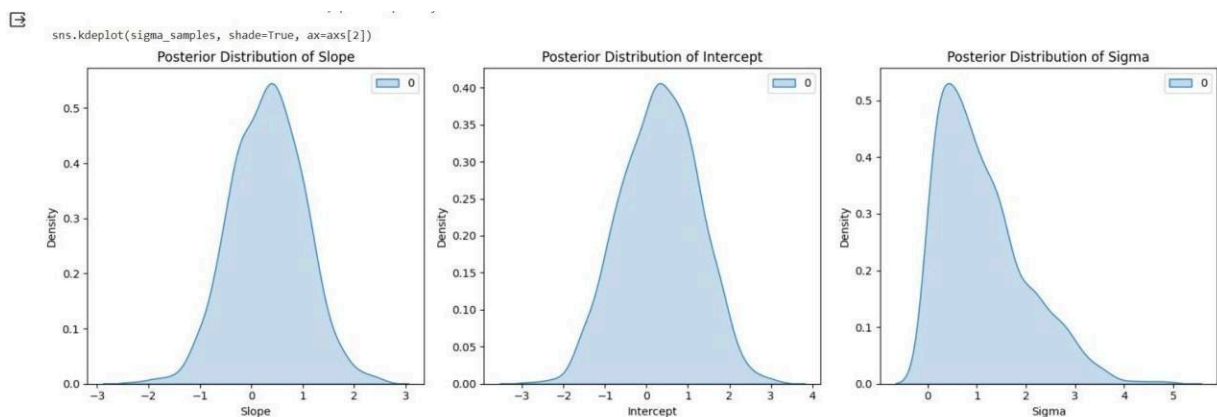 sns.kdeplot(sigma_samples, shade=True, ax=axs[2])
Posterior Distribution of Slope
0
Density
0.5
0.4
0.3
0.2
0.1
0.0
−3 −2 −1 0 1 2 3
Slope
Posterior Distribution of Intercept
0
Density
0.40
0.35
0.30
0.25
0.20
0.15
0.10
0.05
0.00
−3 −2 −1 0 1 2 3 4
Intercept
Posterior Distribution of Sigma
0
Density
0.5
0.4
0.3
0.2
0.1
0.0
0 1 2 3 4 5
Sigma